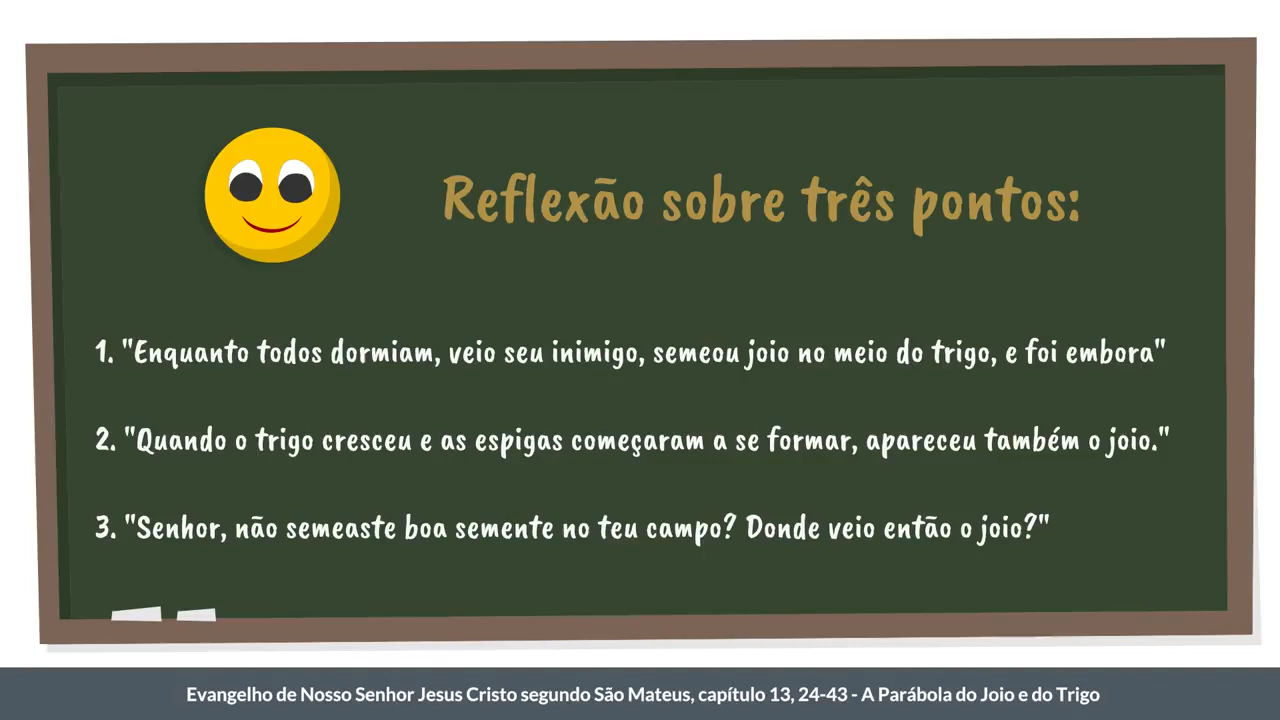 Reflexão sobre três pontos:
1. "Enquanto todos dormiam, veio seu inimigo, semeou joio no meio do trigo, e foi embora"
2. "Quando o trigo cresceu e as espigas começaram a se formar, apareceu também o joio."
3. "Senhor, não semeaste boa semente no teu campo? Donde veio então o joio?"
Evangelho de Nosso Senhor Jesus Cristo segundo São Mateus, capítulo 13, 24-43 - A Parábola do Joio e do Trigo